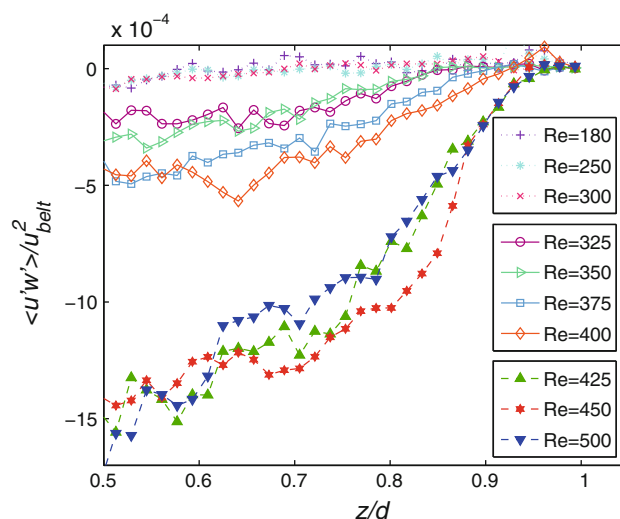 x 10⁻⁴
0
−5
−10
−15
<u'w'>/u²belt
0.5 0.6 0.7 0.8 0.9 1
z/d
Re=180
Re=250
Re=300
Re=325
Re=350
Re=375
Re=400
Re=425
Re=450
Re=500